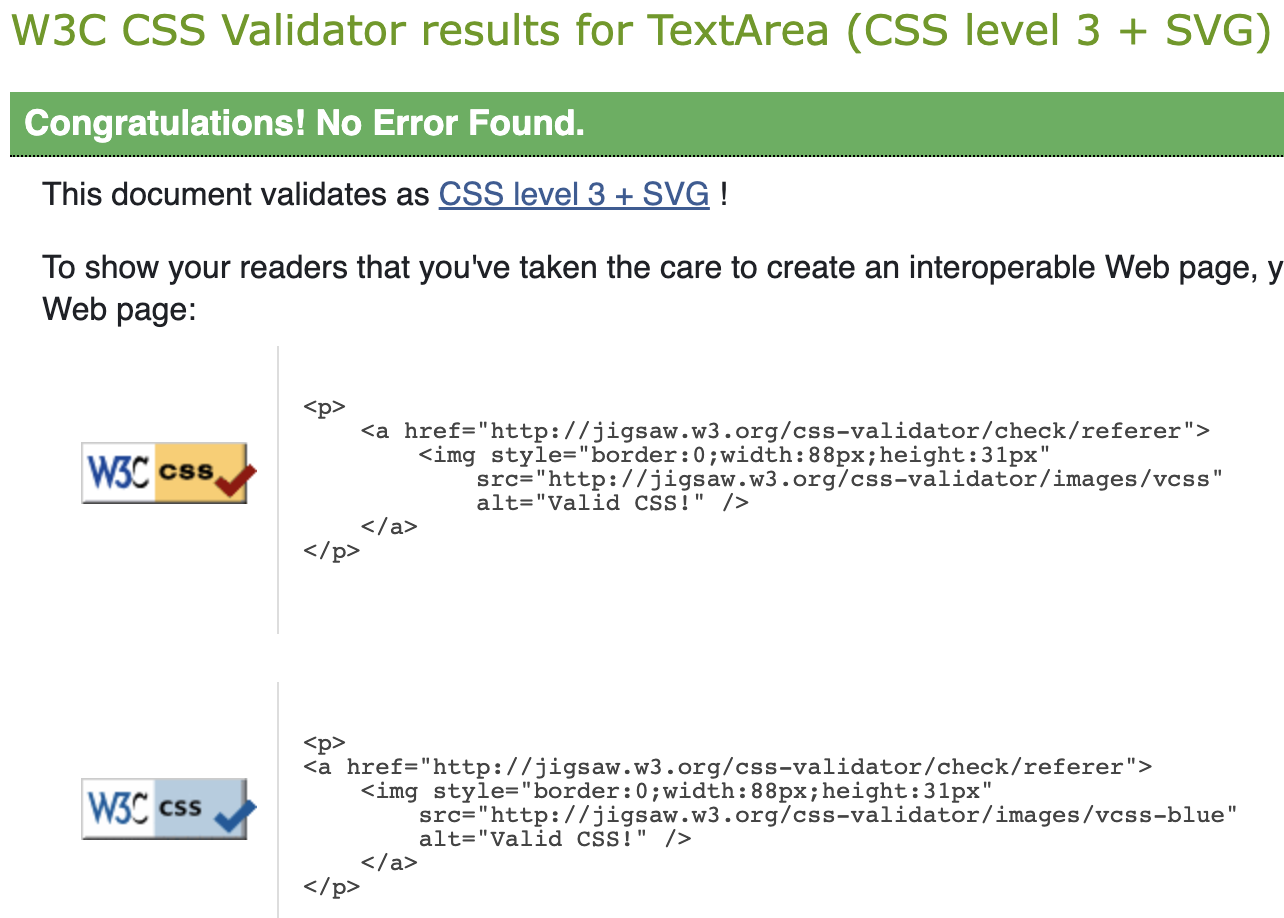 W3C CSS Validator results for TextArea (CSS level 3 + SVG)
Congratulations! No Error Found.
This document validates as CSS level 3 + SVG !
To show your readers that you've taken the care to create an interoperable Web page, y
Web page:
<p>
    <a href="http://jigsaw.w3.org/css-validator/check/referer">
        <img style="border:0;width:88px;height:31px"
            src="http://jigsaw.w3.org/css-validator/images/vcss"
            alt="Valid CSS!" />
    </a>
</p>
W3C css
<p>
<a href="http://jigsaw.w3.org/css-validator/check/referer">
    <img style="border:0;width:88px;height:31px"
        src="http://jigsaw.w3.org/css-validator/images/vcss-blue"
        alt="Valid CSS!" />
    </a>
</p>
W3C css